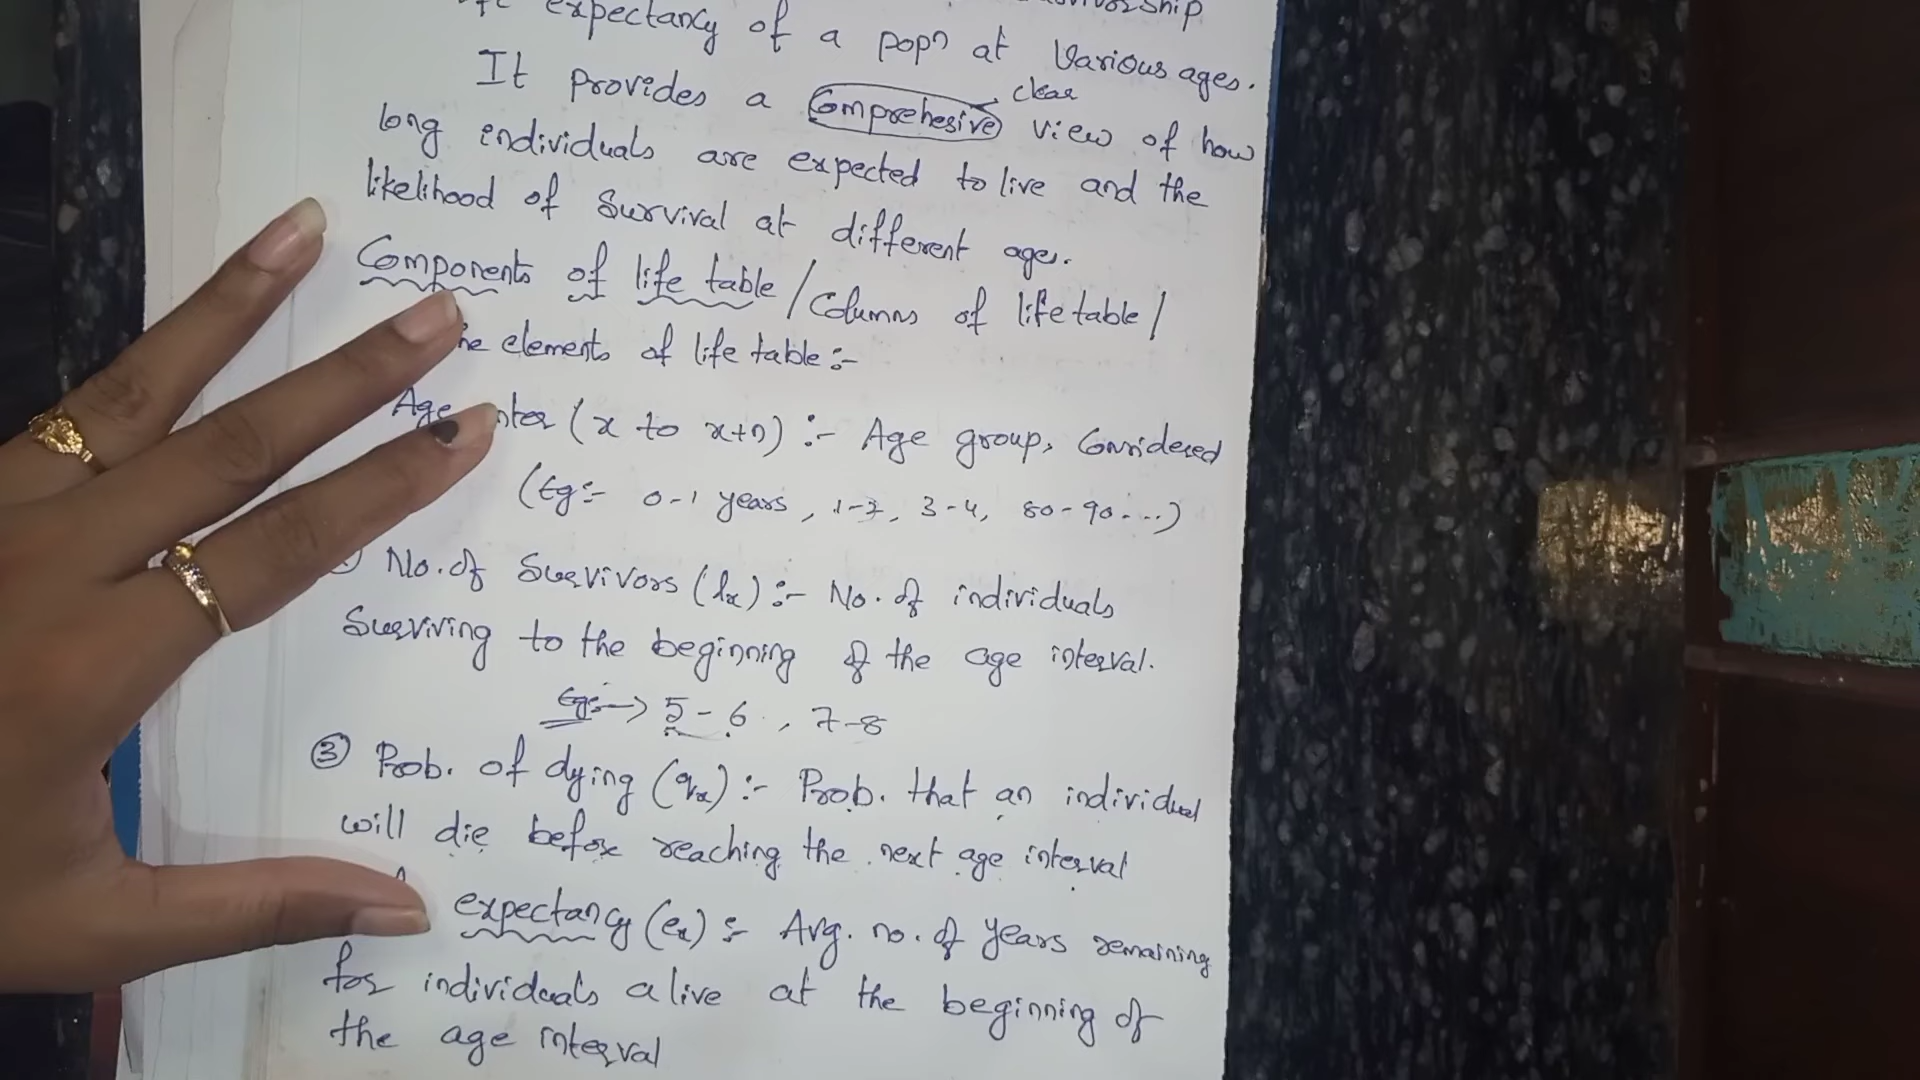 expectancy of a popn at Various ages.
It provides a Comprehesive clear view of how
long individuals are expected to live and the
likelihood of Survival at different ages.
Components of life table / Columns of life table /
elements of life table :-
Age (x to x+n) :- Age group, Considered
(Eg:- 0-1 years, 1-2, 3-4, 80-90...)
No. of Survivors (lx) :- No. of individuals
Surviving to the beginning of the age interval.
Eg:-> 5-6, 7-8
③ Prob. of dying (qx) :- Prob. that an individual
will die before reaching the next age interval
expectancy (ex) :- Avg. no. of years remaining
for individuals alive at the beginning of
the age interval